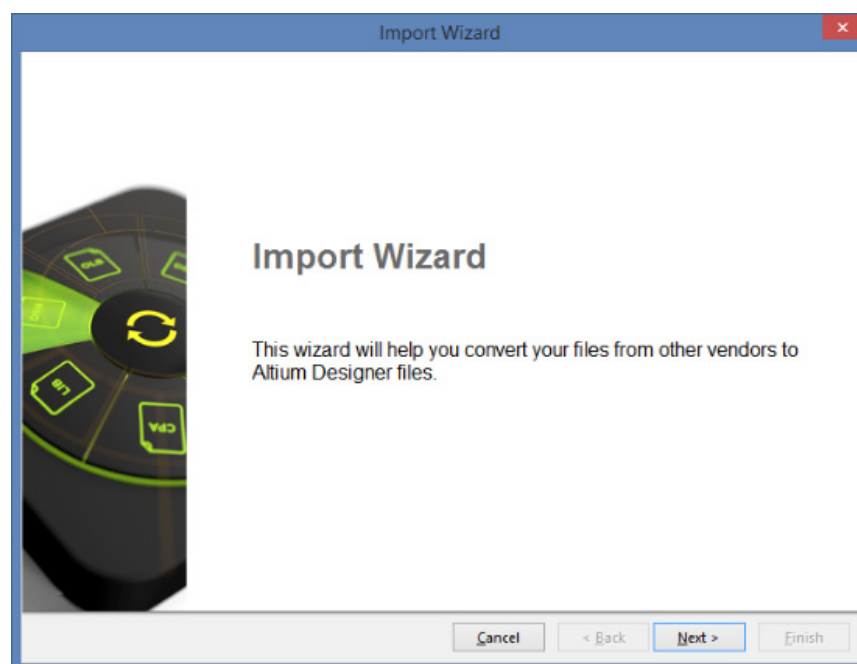 Import Wizard
Import Wizard
This wizard will help you convert your files from other vendors to
Altium Designer files.
OLB
LIB
CPA
Cancel
< Back
Next >
Finish